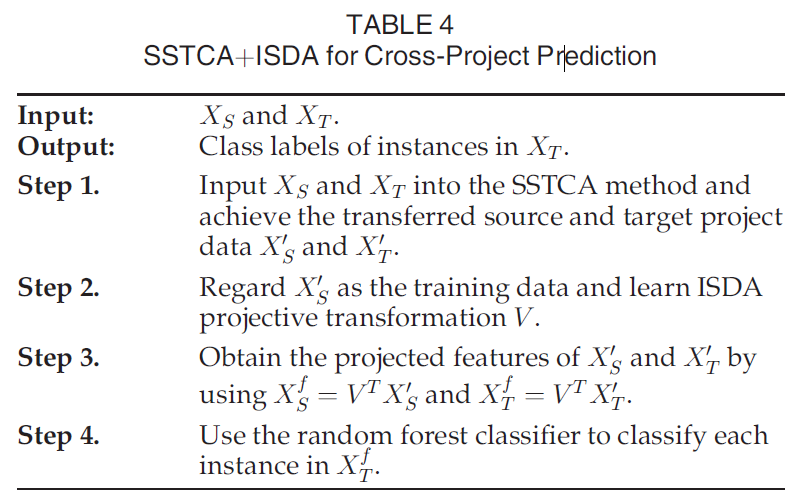 TABLE 4
SSTCA+ISDA for Cross-Project Prediction
Input: X_S and X_T.
Output: Class labels of instances in X_T.
Step 1. Input X_S and X_T into the SSTCA method and
achieve the transferred source and target project
data X′_S and X′_T.
Step 2. Regard X′_S as the training data and learn ISDA
projective transformation V.
Step 3. Obtain the projected features of X′_S and X′_T by
using X_S^f = V^T X′_S and X_T^f = V^T X′_T.
Step 4. Use the random forest classifier to classify each
instance in X_T^f.